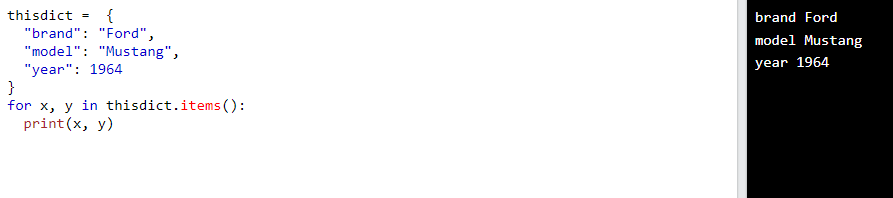 thisdict =  {
  "brand": "Ford",
  "model": "Mustang",
  "year": 1964
}
for x, y in thisdict.items():
  print(x, y)
brand Ford
model Mustang
year 1964